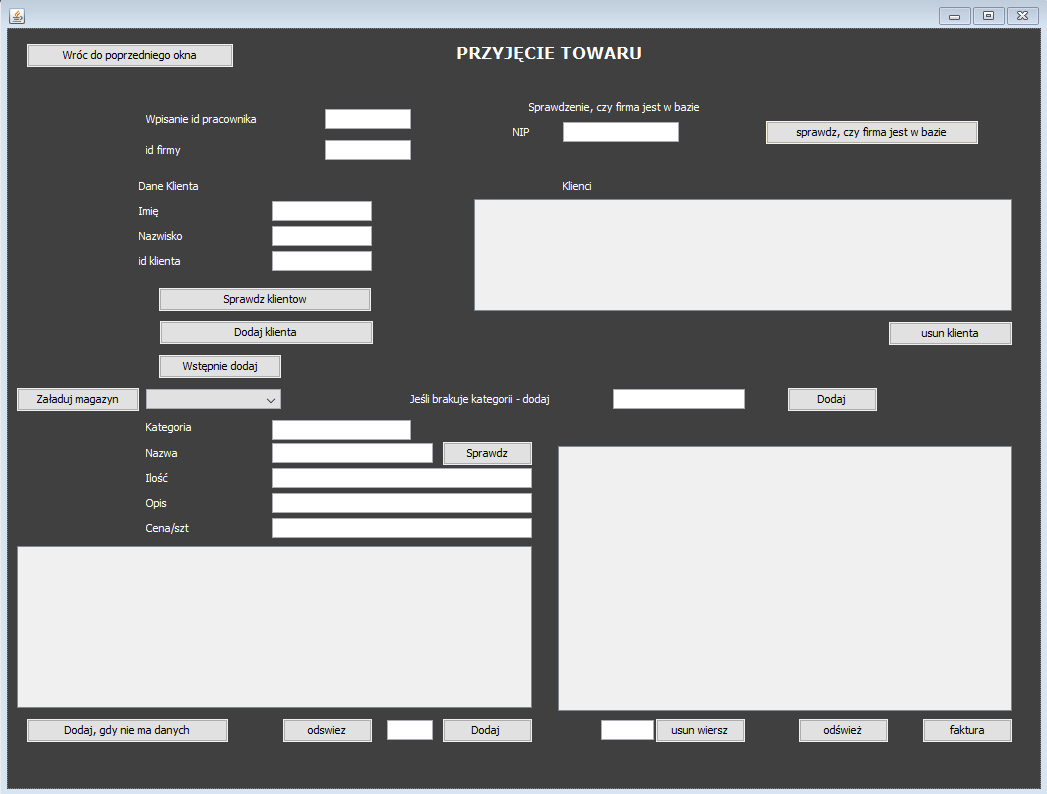 Wróc do poprzedniego okna
PRZYJĘCIE TOWARU
Sprawdzenie, czy firma jest w bazie
Wpisanie id pracownika
NIP
sprawdz, czy firma jest w bazie
id firmy
Dane Klienta
Klienci
Imię
Nazwisko
id klienta
Sprawdz klientow
Dodaj klienta
usun klienta
Wstępnie dodaj
Załaduj magazyn
Jeśli brakuje kategorii - dodaj
Dodaj
Kategoria
Nazwa
Sprawdz
Ilość
Opis
Cena/szt
Dodaj, gdy nie ma danych
odswiez
Dodaj
usun wiersz
odśwież
faktura